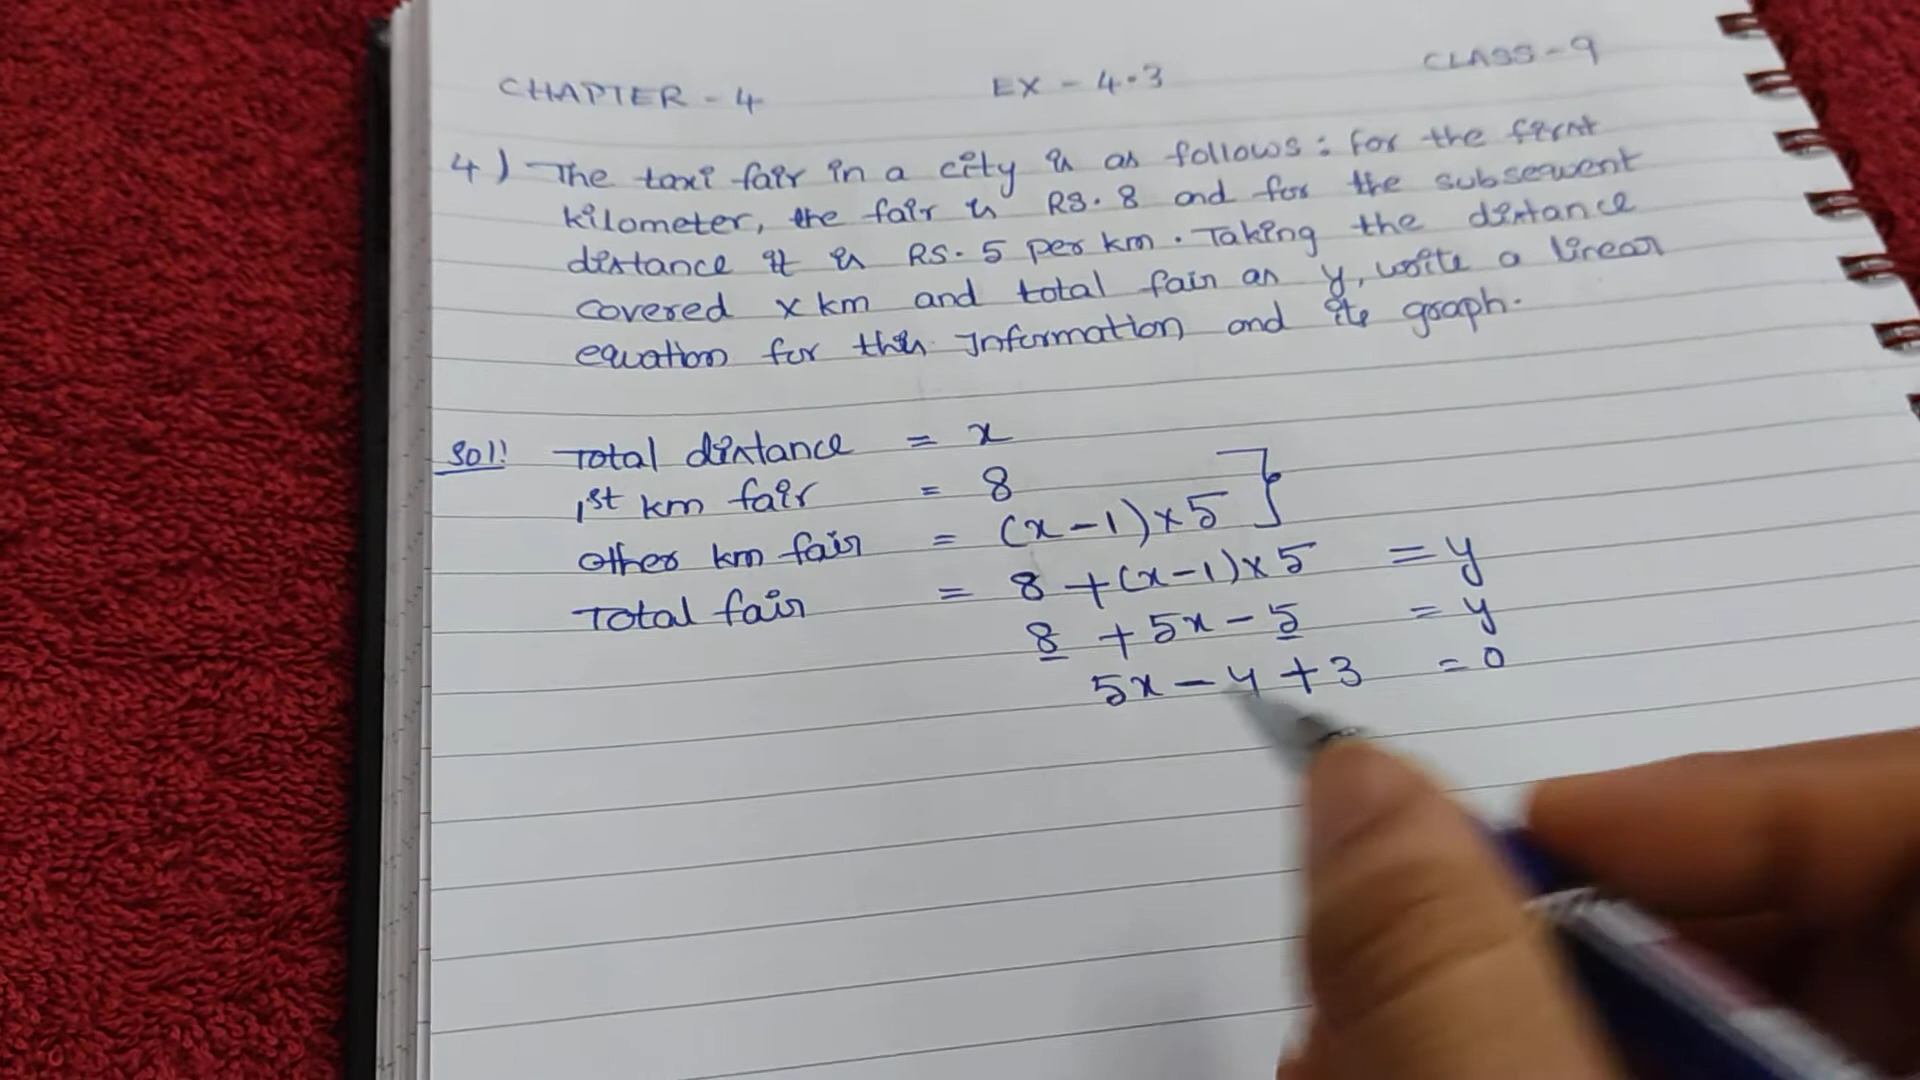 CHAPTER - 4 EX - 4.3 CLASS - 9
4) The taxi fair in a city is as follows: for the first
kilometer, the fair is RS. 8 and for the subsequent
distance it is RS. 5 per km. Taking the distance
covered x km and total fair as y, write a linear
equation for this Information, and its graph.
Sol! Total distance = x
1st km fair = 8
other km fair = (x-1)×5
Total fair = 8 +(x-1)×5 = y
8 + 5x - 5 = y
5x - y + 3 = 0